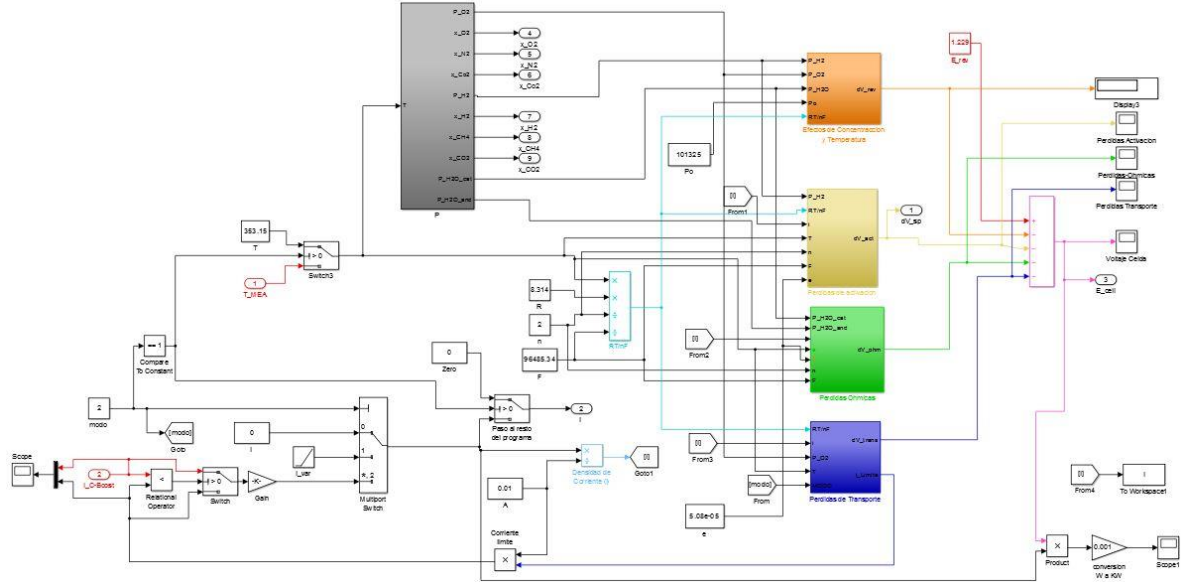 P_O2
x_O2
4
x_O2
x_N2
5
x_N2
x_Co2
6
x_Co2
P_H2
x_H2
7
x_H2
x_CH4
8
x_CH4
x_CO2
9
x_CO2
P_H2O_cat
P_H2O_and
T
P
1.229
E_rev
P_H2
P_O2
P_H2O
Po
RT/nF
dV_rev
Efectos de Concentracion
y Temperatura
Display3
Perdidas Activacion
Perdidas Ohmicas
Perdidas Transporte
101325
Po
[i]
From1
P_H2
RT/nF
i
T
n
F
e
dV_act
Perdidas de activacion
1
dV_sp
353.15
T
> 0
Switch3
1
T_MEA
8.314
R
2
n
96485.34
F
×
×
÷
÷
RT/nF
Voltaje Celda
3
E_cell
P_H2O_cat
P_H2O_and
n
F
dV_ohm
Perdidas Ohmicas
[i]
From2
== 1
Compare
To Constant
0
Zero
> 0
Paso al resto
del programa
2
I
2
modo
[modo]
Goto
0
I
I_var
0
1
*, 2
Multiport
Switch
Scope
2
I_C-Boost
<
Relational
Operator
> 0
Switch
-K-
Gain
×
÷
Densidad de
Corriente (i)
[i]
Goto1
0.01
A
Corriente
limite
×
RT/nF
i
P_O2
T
dV_trans
I_Limite
Perdidas de Transporte
[i]
From3
[modo]
From
5.08e-05
e
[i]
From4
I
To Workspace1
×
Product
0.001
conversion
W a KW
Scope1